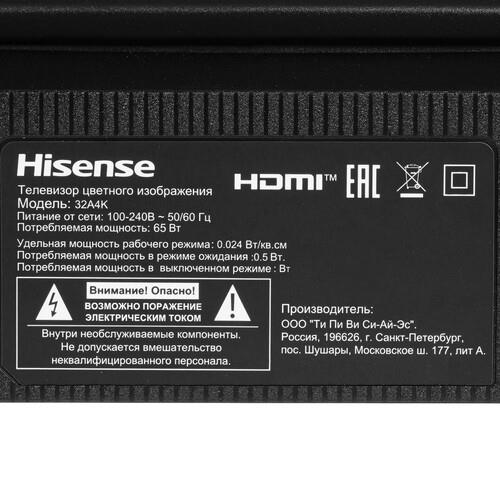 Hisense
HDMI™ EAC
Телевизор цветного изображения
Модель: 32A4K
Питание от сети: 100-240В ~ 50/60 Гц
Потребляемая мощность: 65 Вт
Удельная мощность рабочего режима: 0.024 Вт/кв.см
Потребляемая мощность в режиме ожидания :0.5 Вт.
Потребляемая мощность в выключенном режиме : Вт
Внимание! Опасно!
ВОЗМОЖНО ПОРАЖЕНИЕ
ЭЛЕКТРИЧЕСКИМ ТОКОМ
Внутри необслуживаемые компоненты.
Не допускается вмешательство
неквалифицированного персонала.
Производитель:
ООО "Ти Пи Ви Си-Ай-Эс".
Россия, 196626, г. Санкт-Петербург,
пос. Шушары, Московское ш. 177, лит А.